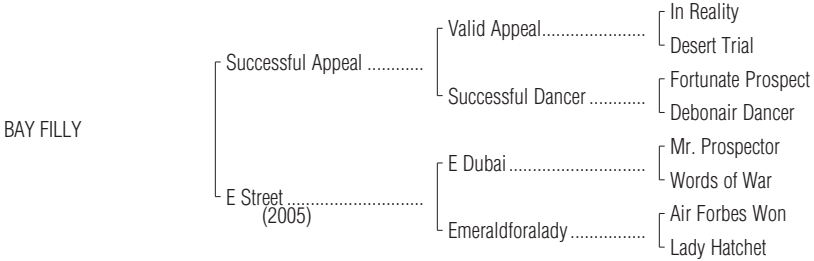 In Reality
Valid Appeal......................
Desert Trial
Successful Appeal ............
Fortunate Prospect
Successful Dancer ............
Debonair Dancer
BAY FILLY
Mr. Prospector
E Dubai .............................
Words of War
E Street .............................
(2005)
Air Forbes Won
Emeraldforalady................
Lady Hatchet